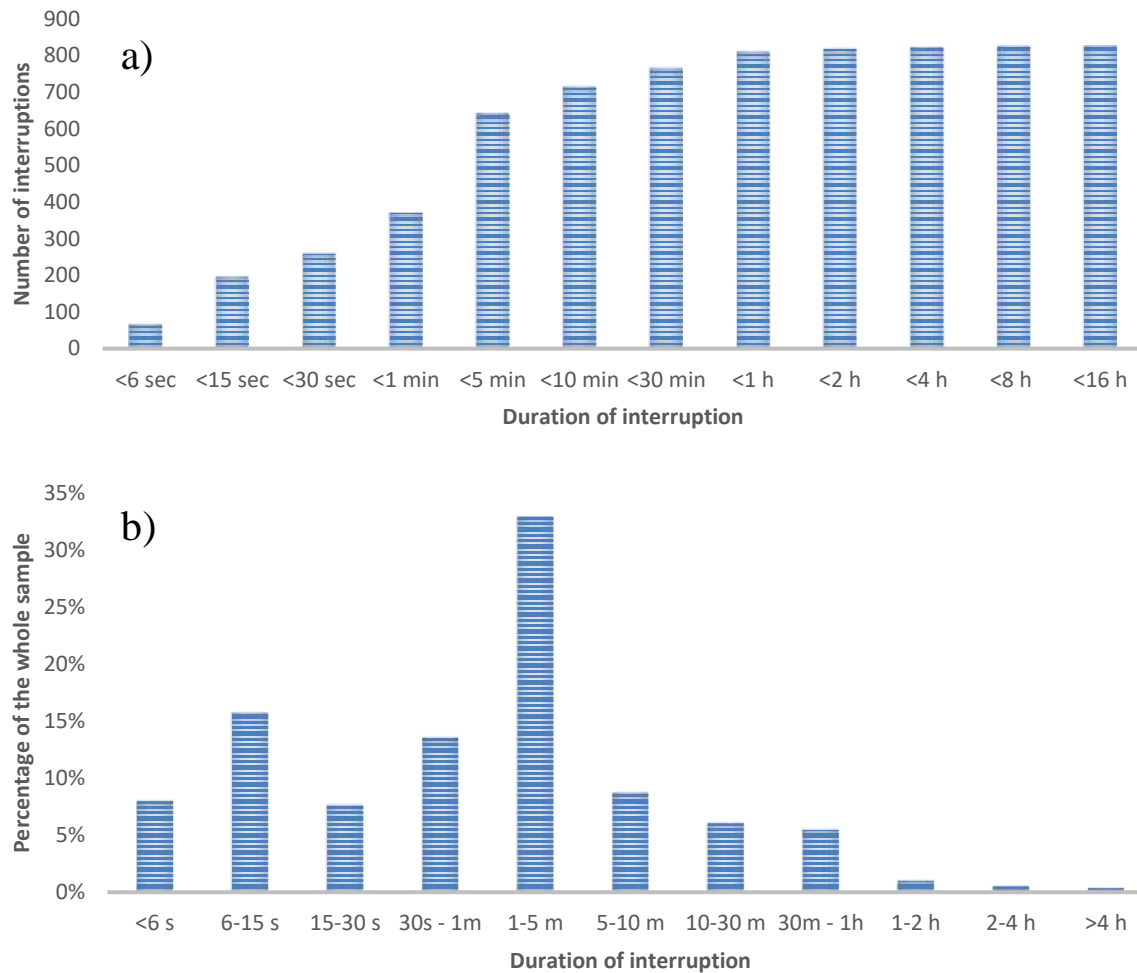 900
800
700
600
500
400
300
200
100
0
Number of interruptions
a)
<6 sec <15 sec <30 sec <1 min <5 min <10 min <30 min <1 h <2 h <4 h <8 h <16 h
Duration of interruption
35%
30%
25%
20%
15%
10%
5%
0%
Percentage of the whole sample
b)
<6 s 6-15 s 15-30 s 30s - 1m 1-5 m 5-10 m 10-30 m 30m - 1h 1-2 h 2-4 h >4 h
Duration of interruption